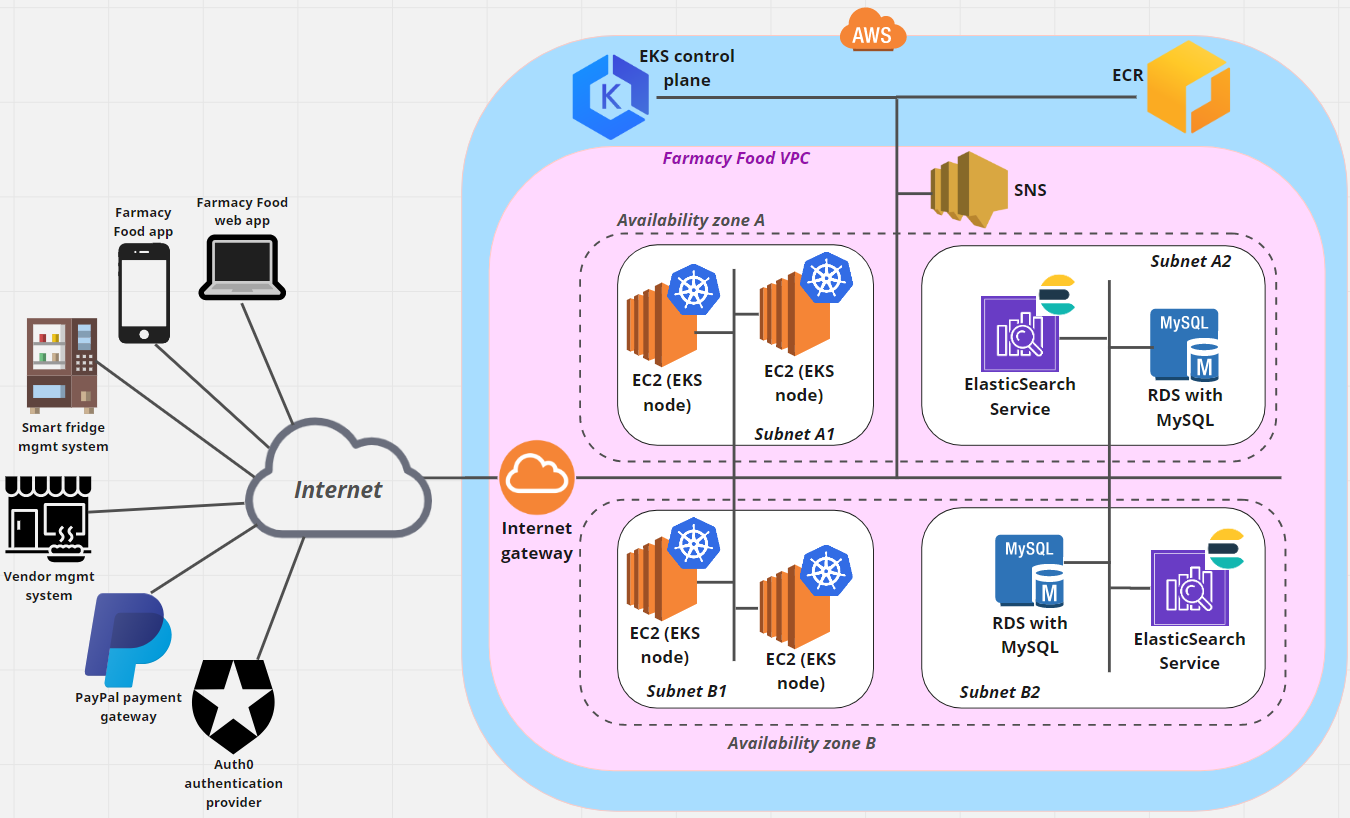 AWS
EKS control
plane
K
ECR
Farmacy Food VPC
SNS
Farmacy Food
web app
Farmacy
Food app
Availability zone A
Subnet A2
MySQL
M
EC2 (EKS
node)
EC2 (EKS
node)
ElasticSearch
Service
RDS with
MySQL
Smart fridge
mgmt system
Subnet A1
Internet
Internet
gateway
Vendor mgmt
system
MySQL
M
EC2 (EKS
node)
EC2 (EKS
node)
RDS with
MySQL
ElasticSearch
Service
Subnet B1
Subnet B2
PayPal payment
gateway
Availability zone B
Auth0
authentication
provider